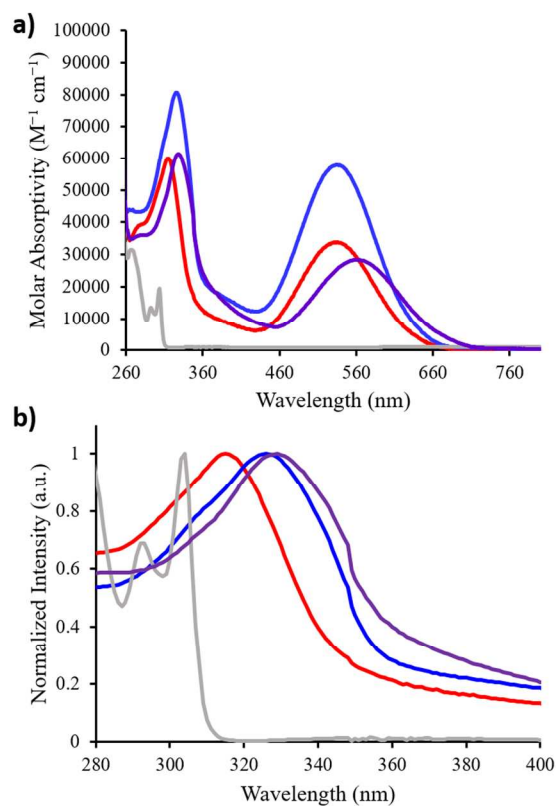 a)
Molar Absorptivity (M⁻¹ cm⁻¹)
100000
90000
80000
70000
60000
50000
40000
30000
20000
10000
0
260 360 460 560 660 760
Wavelength (nm)
b)
Normalized Intensity (a.u.)
1
0.8
0.6
0.4
0.2
0
280 300 320 340 360 380 400
Wavelength (nm)